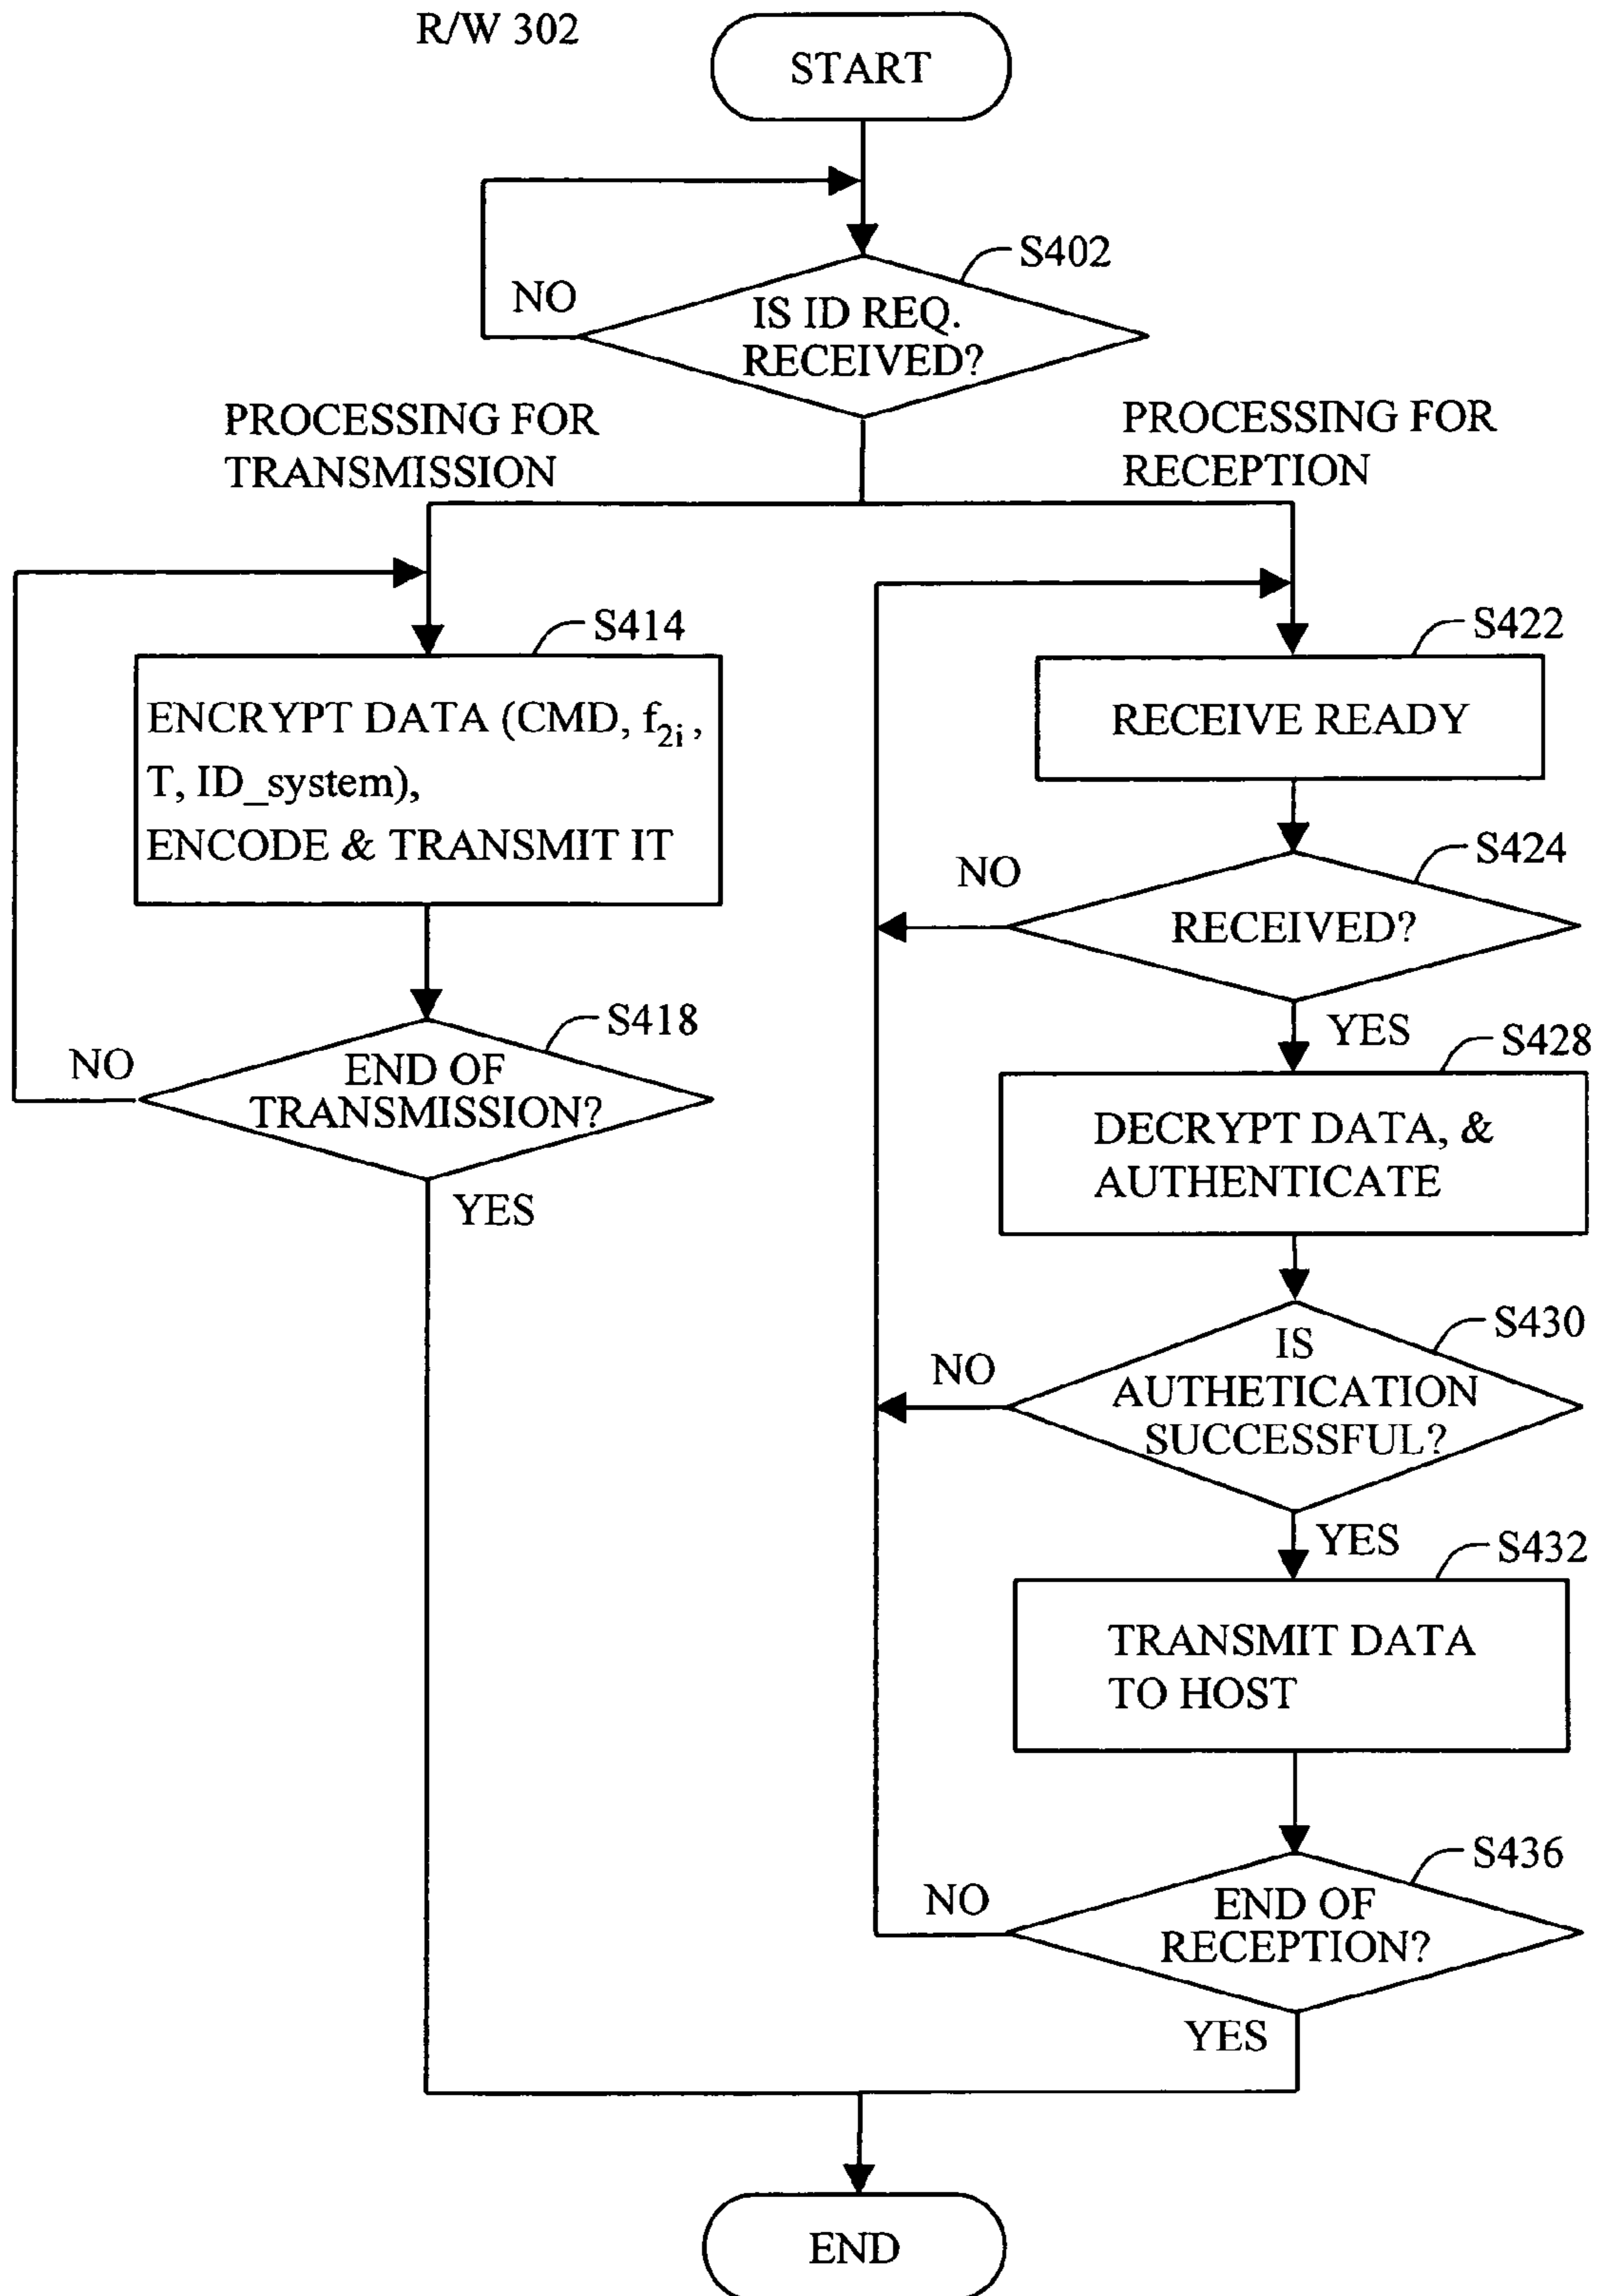 R/W 302
START
S402
NO
IS ID REQ.
RECEIVED?
PROCESSING FOR
TRANSMISSION
PROCESSING FOR
RECEPTION
S414
ENCRYPT DATA (CMD, f2i,
T, ID_system),
ENCODE & TRANSMIT IT
S418
NO
END OF
TRANSMISSION?
YES
S422
RECEIVE READY
S424
NO
RECEIVED?
YES
S428
DECRYPT DATA, &
AUTHENTICATE
S430
NO
IS
AUTHETICATION
SUCCESSFUL?
YES
S432
TRANSMIT DATA
TO HOST
S436
NO
END OF
RECEPTION?
YES
END